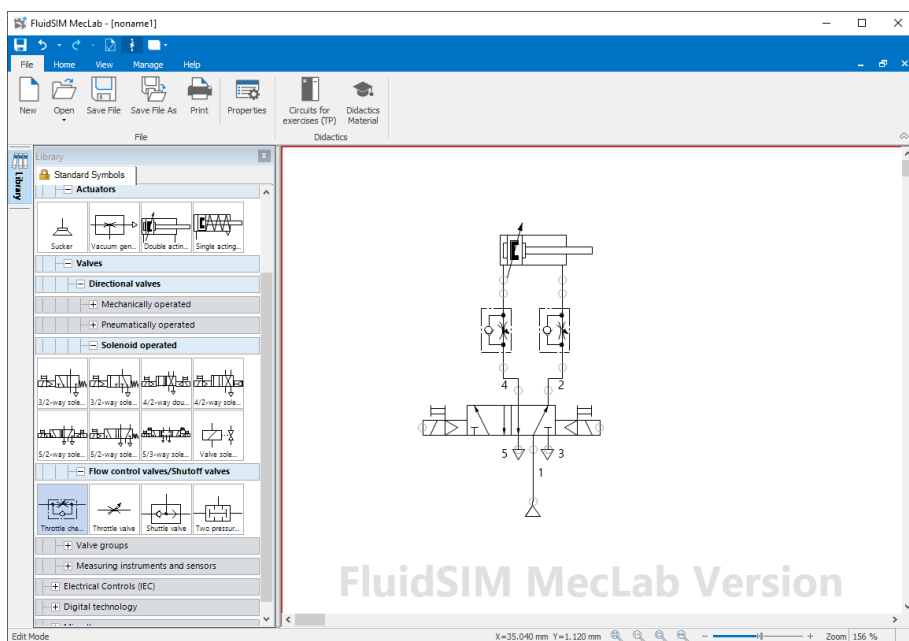 FluidSIM MecLab - [noname1]
File Home View Manage Help
New Open Save File Save File As Print Properties Circuits for exercises (TP) Didactics Material
File Didactics
Library
Library
Standard Symbols
Actuators
Sucker Vacuum gen... Double actin... Single acting...
Valves
Directional valves
Mechanically operated
Pneumatically operated
Solenoid operated
3/2-way sole... 3/2-way sole... 4/2-way dou... 4/2-way sole...
5/2-way sole... 5/2-way sole... 5/3-way sole... Valve sole...
Flow control valves/Shutoff valves
Throttle che... Throttle valve Shuttle valve Two pressur...
Valve groups
Measuring instruments and sensors
Electrical Controls (IEC)
Digital technology
4 2
5 3
1
FluidSIM MecLab Version
Edit Mode X=35.040 mm Y=1.120 mm Zoom 156 %